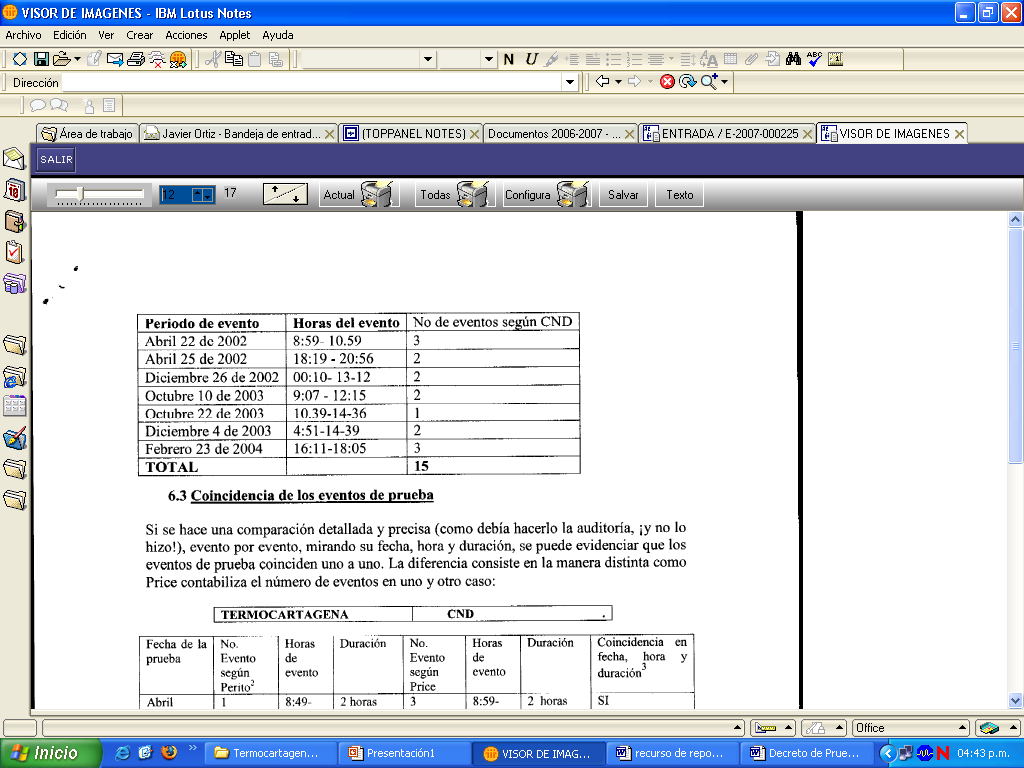 VISOR DE IMAGENES - IBM Lotus Notes
Archivo Edición Ver Crear Acciones Applet Ayuda
N U
Dirección
Área de trabajo Javier Ortiz - Bandeja de entrad... (TOPPANEL NOTES) Documentos 2006-2007 - ... ENTRADA / E-2007-000225 VISOR DE IMAGENES
SALIR
12 17 Actual Todas Configura Salvar Texto
Periodo de evento Horas del evento No de eventos según CND
Abril 22 de 2002 8:59- 10.59 3
Abril 25 de 2002 18:19 - 20:56 2
Diciembre 26 de 2002 00:10- 13-12 2
Octubre 10 de 2003 9:07 - 12:15 2
Octubre 22 de 2003 10.39-14-36 1
Diciembre 4 de 2003 4:51-14-39 2
Febrero 23 de 2004 16:11-18:05 3
TOTAL 15
6.3 Coincidencia de los eventos de prueba
Si se hace una comparación detallada y precisa (como debía hacerlo la auditoría, ¡y no lo
hizo!), evento por evento, mirando su fecha, hora y duración, se puede evidenciar que los
eventos de prueba coinciden uno a uno. La diferencia consiste en la manera distinta como
Price contabiliza el número de eventos en uno y otro caso:
TERMOCARTAGENA CND .
Fecha de la prueba No. Evento según Perito2 Horas de evento Duración No. Evento según Price Horas de evento Duración Coincidencia en fecha, hora y duración3
Abril 1 8:49- 2 horas 3 8:59- 2 horas SI
Office
Inicio Termocartagen... Presentación1 VISOR DE IMAG... recurso de repo... Decreto de Prue... 04:43 p.m.